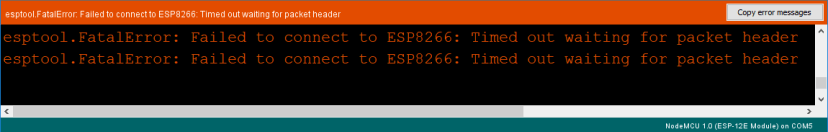 esptool.FatalError: Failed to connect to ESP8266: Timed out waiting for packet header
Copy error messages
esptool.FatalError: Failed to connect to ESP8266: Timed out waiting for packet header
esptool.FatalError: Failed to connect to ESP8266: Timed out waiting for packet header
NodeMCU 1.0 (ESP-12E Module) on COM5